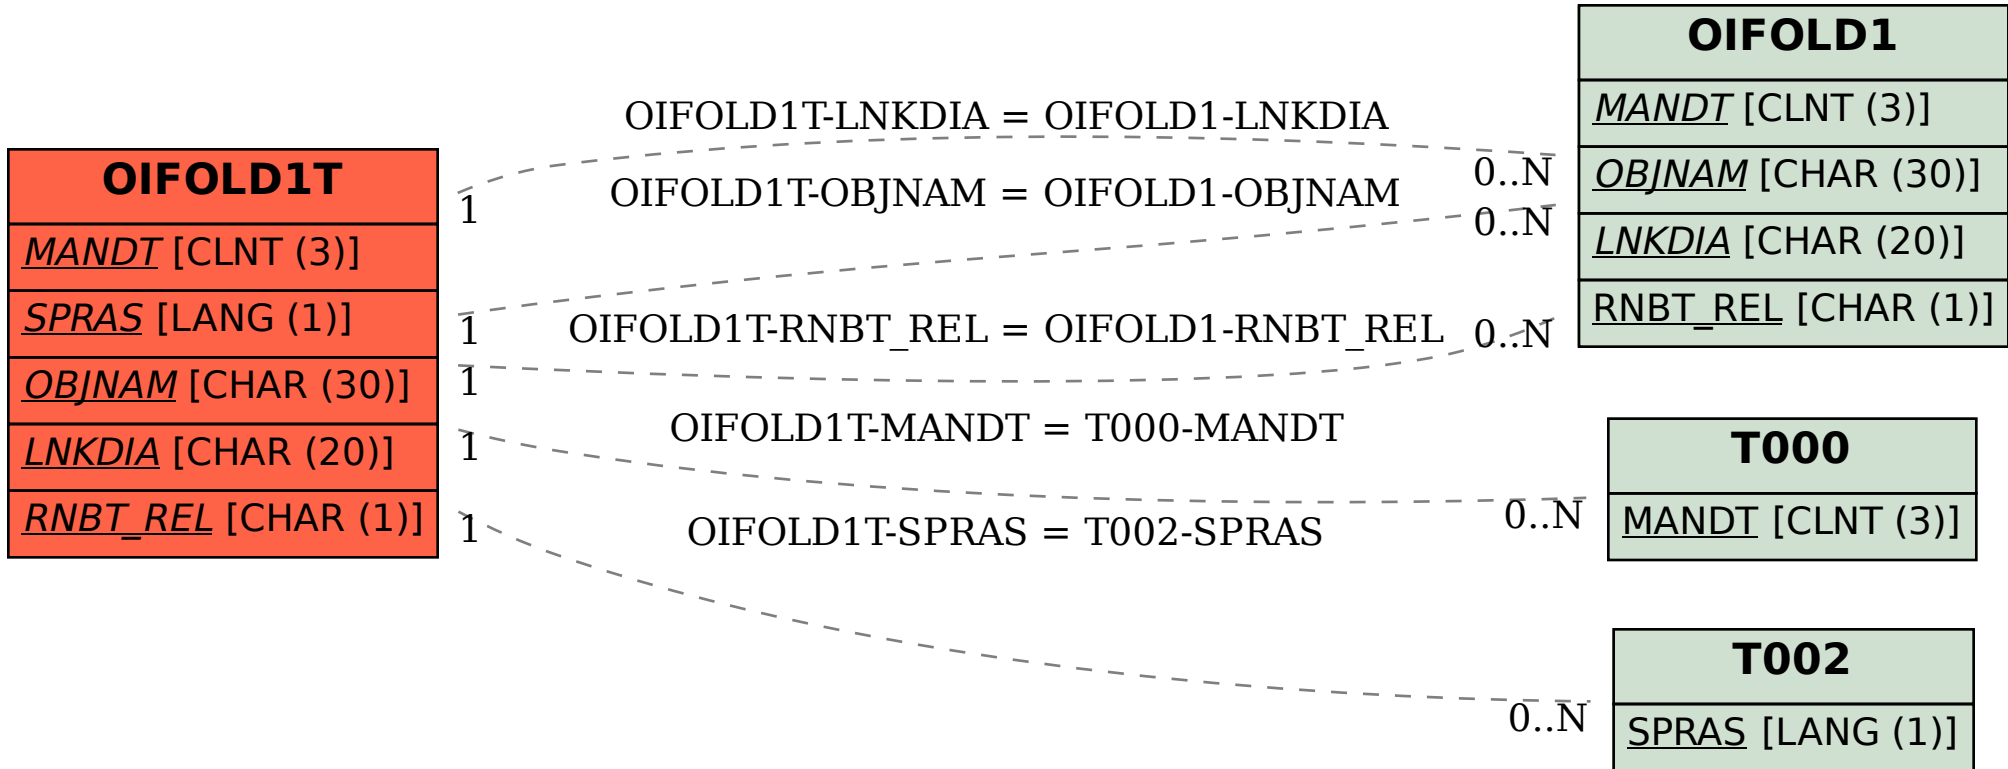 OIFOLD1T
MANDT [CLNT (3)]
SPRAS [LANG (1)]
OBJNAM [CHAR (30)]
LNKDIA [CHAR (20)]
RNBT_REL [CHAR (1)]
OIFOLD1T-LNKDIA = OIFOLD1-LNKDIA
1
0..N
OIFOLD1T-OBJNAM = OIFOLD1-OBJNAM
1
0..N
OIFOLD1T-RNBT_REL = OIFOLD1-RNBT_REL
1
0..N
OIFOLD1T-MANDT = T000-MANDT
1
0..N
OIFOLD1T-SPRAS = T002-SPRAS
1
0..N
OIFOLD1
MANDT [CLNT (3)]
OBJNAM [CHAR (30)]
LNKDIA [CHAR (20)]
RNBT_REL [CHAR (1)]
T000
MANDT [CLNT (3)]
T002
SPRAS [LANG (1)]